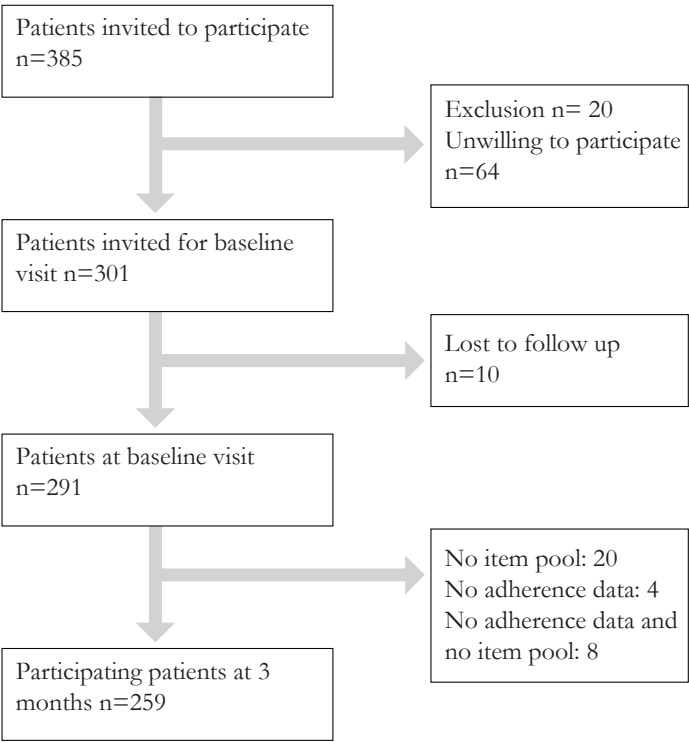 Patients invited to participate
n=385
Exclusion n= 20
Unwilling to participate
n=64
Patients invited for baseline
visit n=301
Lost to follow up
n=10
Patients at baseline visit
n=291
No item pool: 20
No adherence data: 4
No adherence data and
no item pool: 8
Participating patients at 3
months n=259